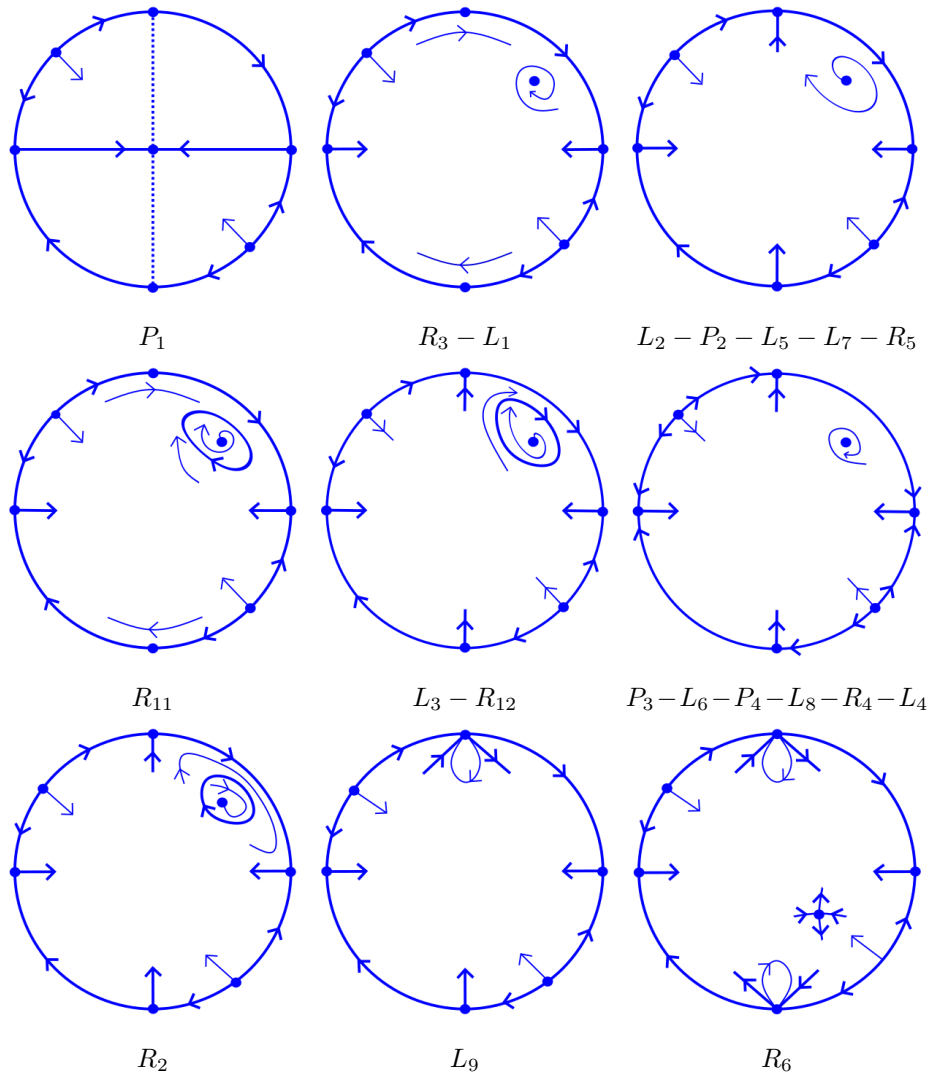 P₁ R₃ − L₁ L₂ − P₂ − L₅ − L₇ − R₅
R₁₁ L₃ − R₁₂ P₃ − L₆ − P₄ − L₈ − R₄ − L₄
R₂ L₉ R₆